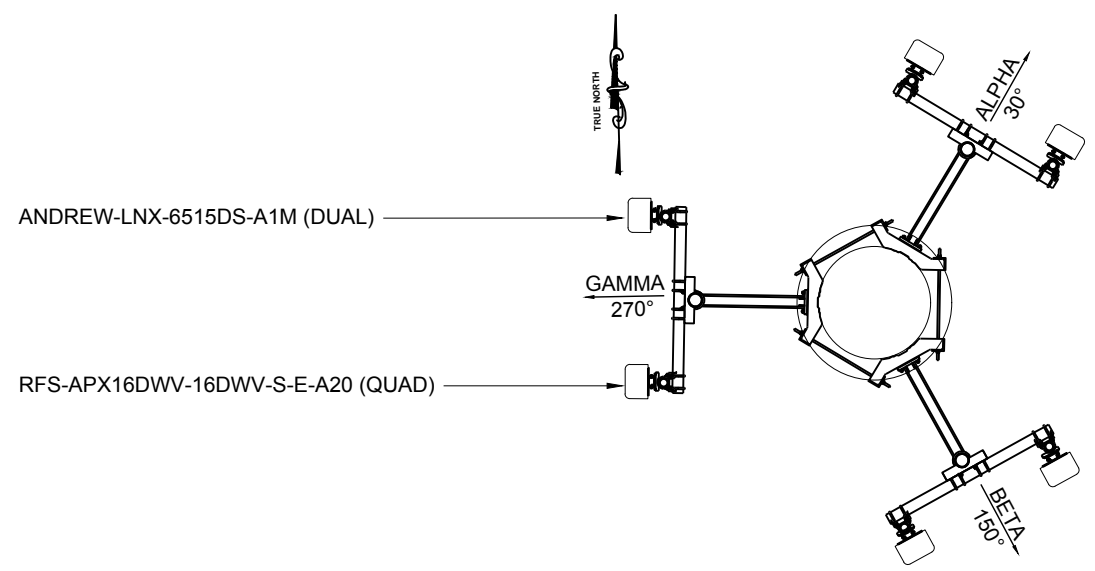 TRUE NORTH
ALPHA
30°
ANDREW-LNX-6515DS-A1M (DUAL)
GAMMA
270°
RFS-APX16DWV-16DWV-S-E-A20 (QUAD)
BETA
150°